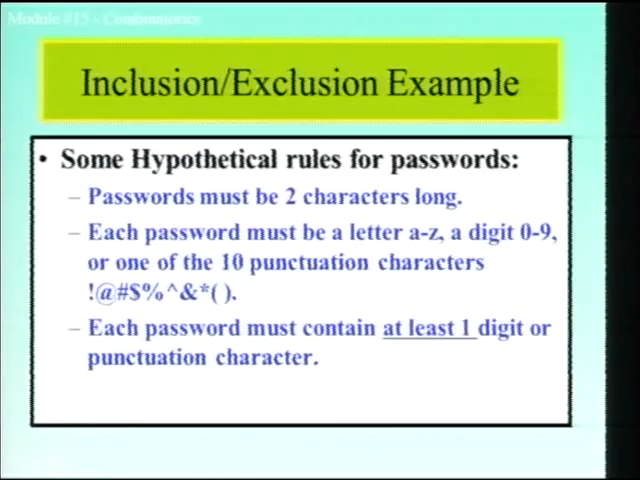 Module #15 - Combinatorics
Inclusion/Exclusion Example
• Some Hypothetical rules for passwords:
– Passwords must be 2 characters long.
– Each password must be a letter a-z, a digit 0-9,
or one of the 10 punctuation characters
!@#$%^&*( ).
– Each password must contain at least 1 digit or
punctuation character.